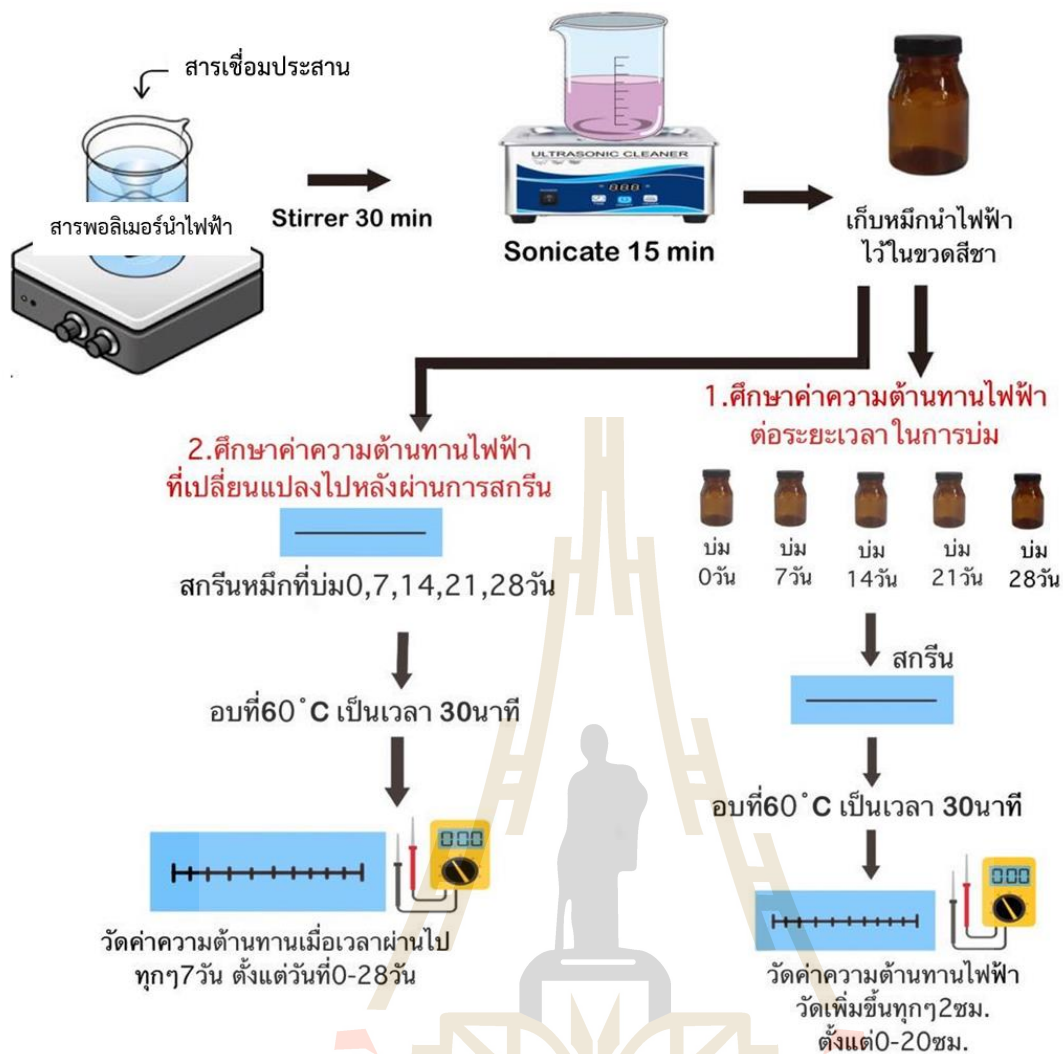 สารเชื่อมประสาน
สารพอลิเมอร์นำไฟฟ้า
Stirrer 30 min
ULTRASONIC CLEANER
Sonicate 15 min
เก็บหมึกนำไฟฟ้า
ไว้ในขวดสีชา
1.ศึกษาค่าความต้านทานไฟฟ้า
ต่อระยะเวลาในการบ่ม
บ่ม
0วัน
บ่ม
7วัน
บ่ม
14วัน
บ่ม
21วัน
บ่ม
28วัน
สกรีน
อบที่60˚C เป็นเวลา 30นาที
000
วัดค่าความต้านทานไฟฟ้า
วัดเพิ่มขึ้นทุกๆ2ซม.
ตั้งแต่0-20ซม.
2.ศึกษาค่าความต้านทานไฟฟ้า
ที่เปลี่ยนแปลงไปหลังผ่านการสกรีน
สกรีนหมึกที่บ่ม0,7,14,21,28วัน
อบที่60˚C เป็นเวลา 30นาที
000
วัดค่าความต้านทานเมื่อเวลาผ่านไป
ทุกๆ7วัน ตั้งแต่วันที่0-28วัน